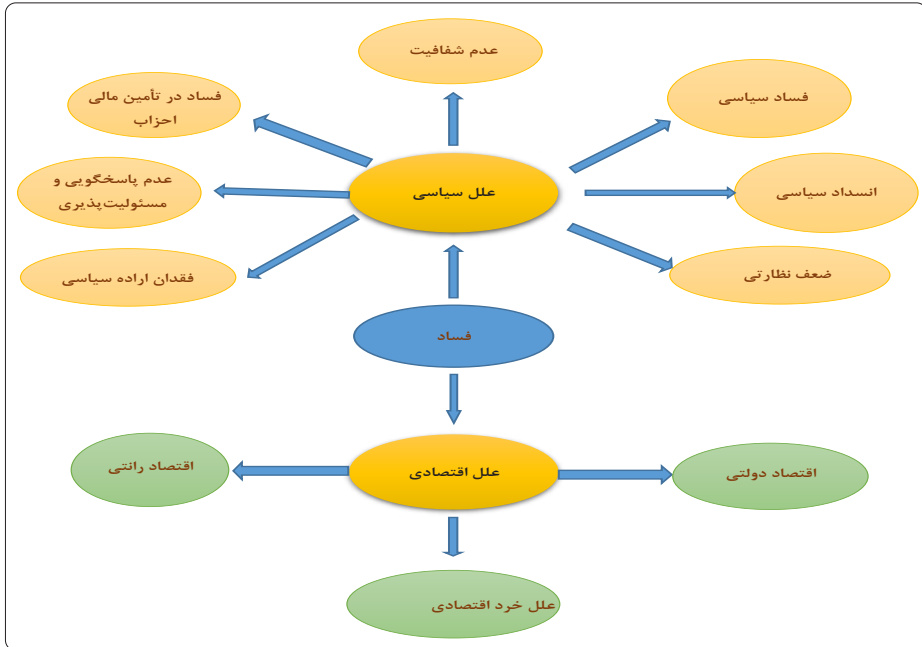 عدم شفافیت
فساد سیاسی
فساد در تأمین مالی
احزاب
انسداد سیاسی
علل سیاسی
عدم پاسخگویی و
مسئولیت‌پذیری
ضعف نظارتی
فقدان اراده سیاسی
فساد
اقتصاد دولتی
علل اقتصادی
اقتصاد رانتی
علل خرد اقتصادی